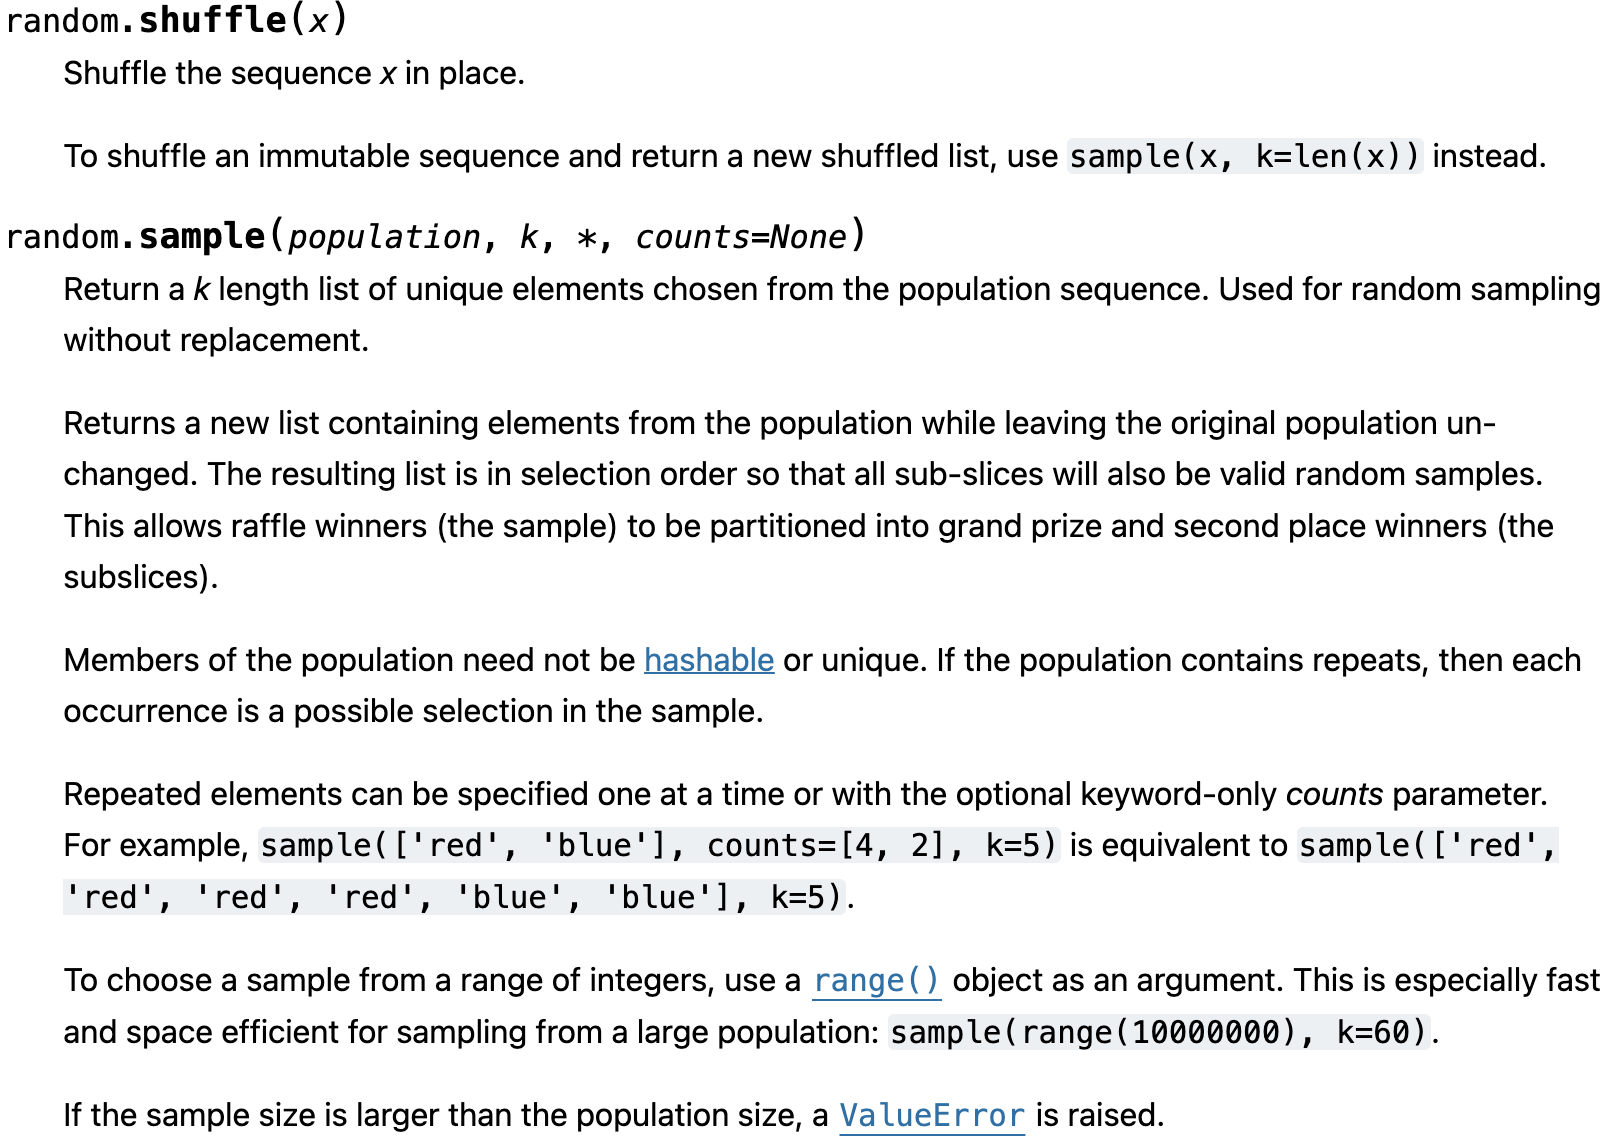 random.shuffle(x)
Shuffle the sequence x in place.
To shuffle an immutable sequence and return a new shuffled list, use sample(x, k=len(x)) instead.
random.sample(population, k, *, counts=None)
Return a k length list of unique elements chosen from the population sequence. Used for random sampling
without replacement.
Returns a new list containing elements from the population while leaving the original population un-
changed. The resulting list is in selection order so that all sub-slices will also be valid random samples.
This allows raffle winners (the sample) to be partitioned into grand prize and second place winners (the
subslices).
Members of the population need not be hashable or unique. If the population contains repeats, then each
occurrence is a possible selection in the sample.
Repeated elements can be specified one at a time or with the optional keyword-only counts parameter.
For example, sample(['red', 'blue'], counts=[4, 2], k=5) is equivalent to sample(['red',
'red', 'red', 'red', 'blue', 'blue'], k=5).
To choose a sample from a range of integers, use a range() object as an argument. This is especially fast
and space efficient for sampling from a large population: sample(range(10000000), k=60).
If the sample size is larger than the population size, a ValueError is raised.